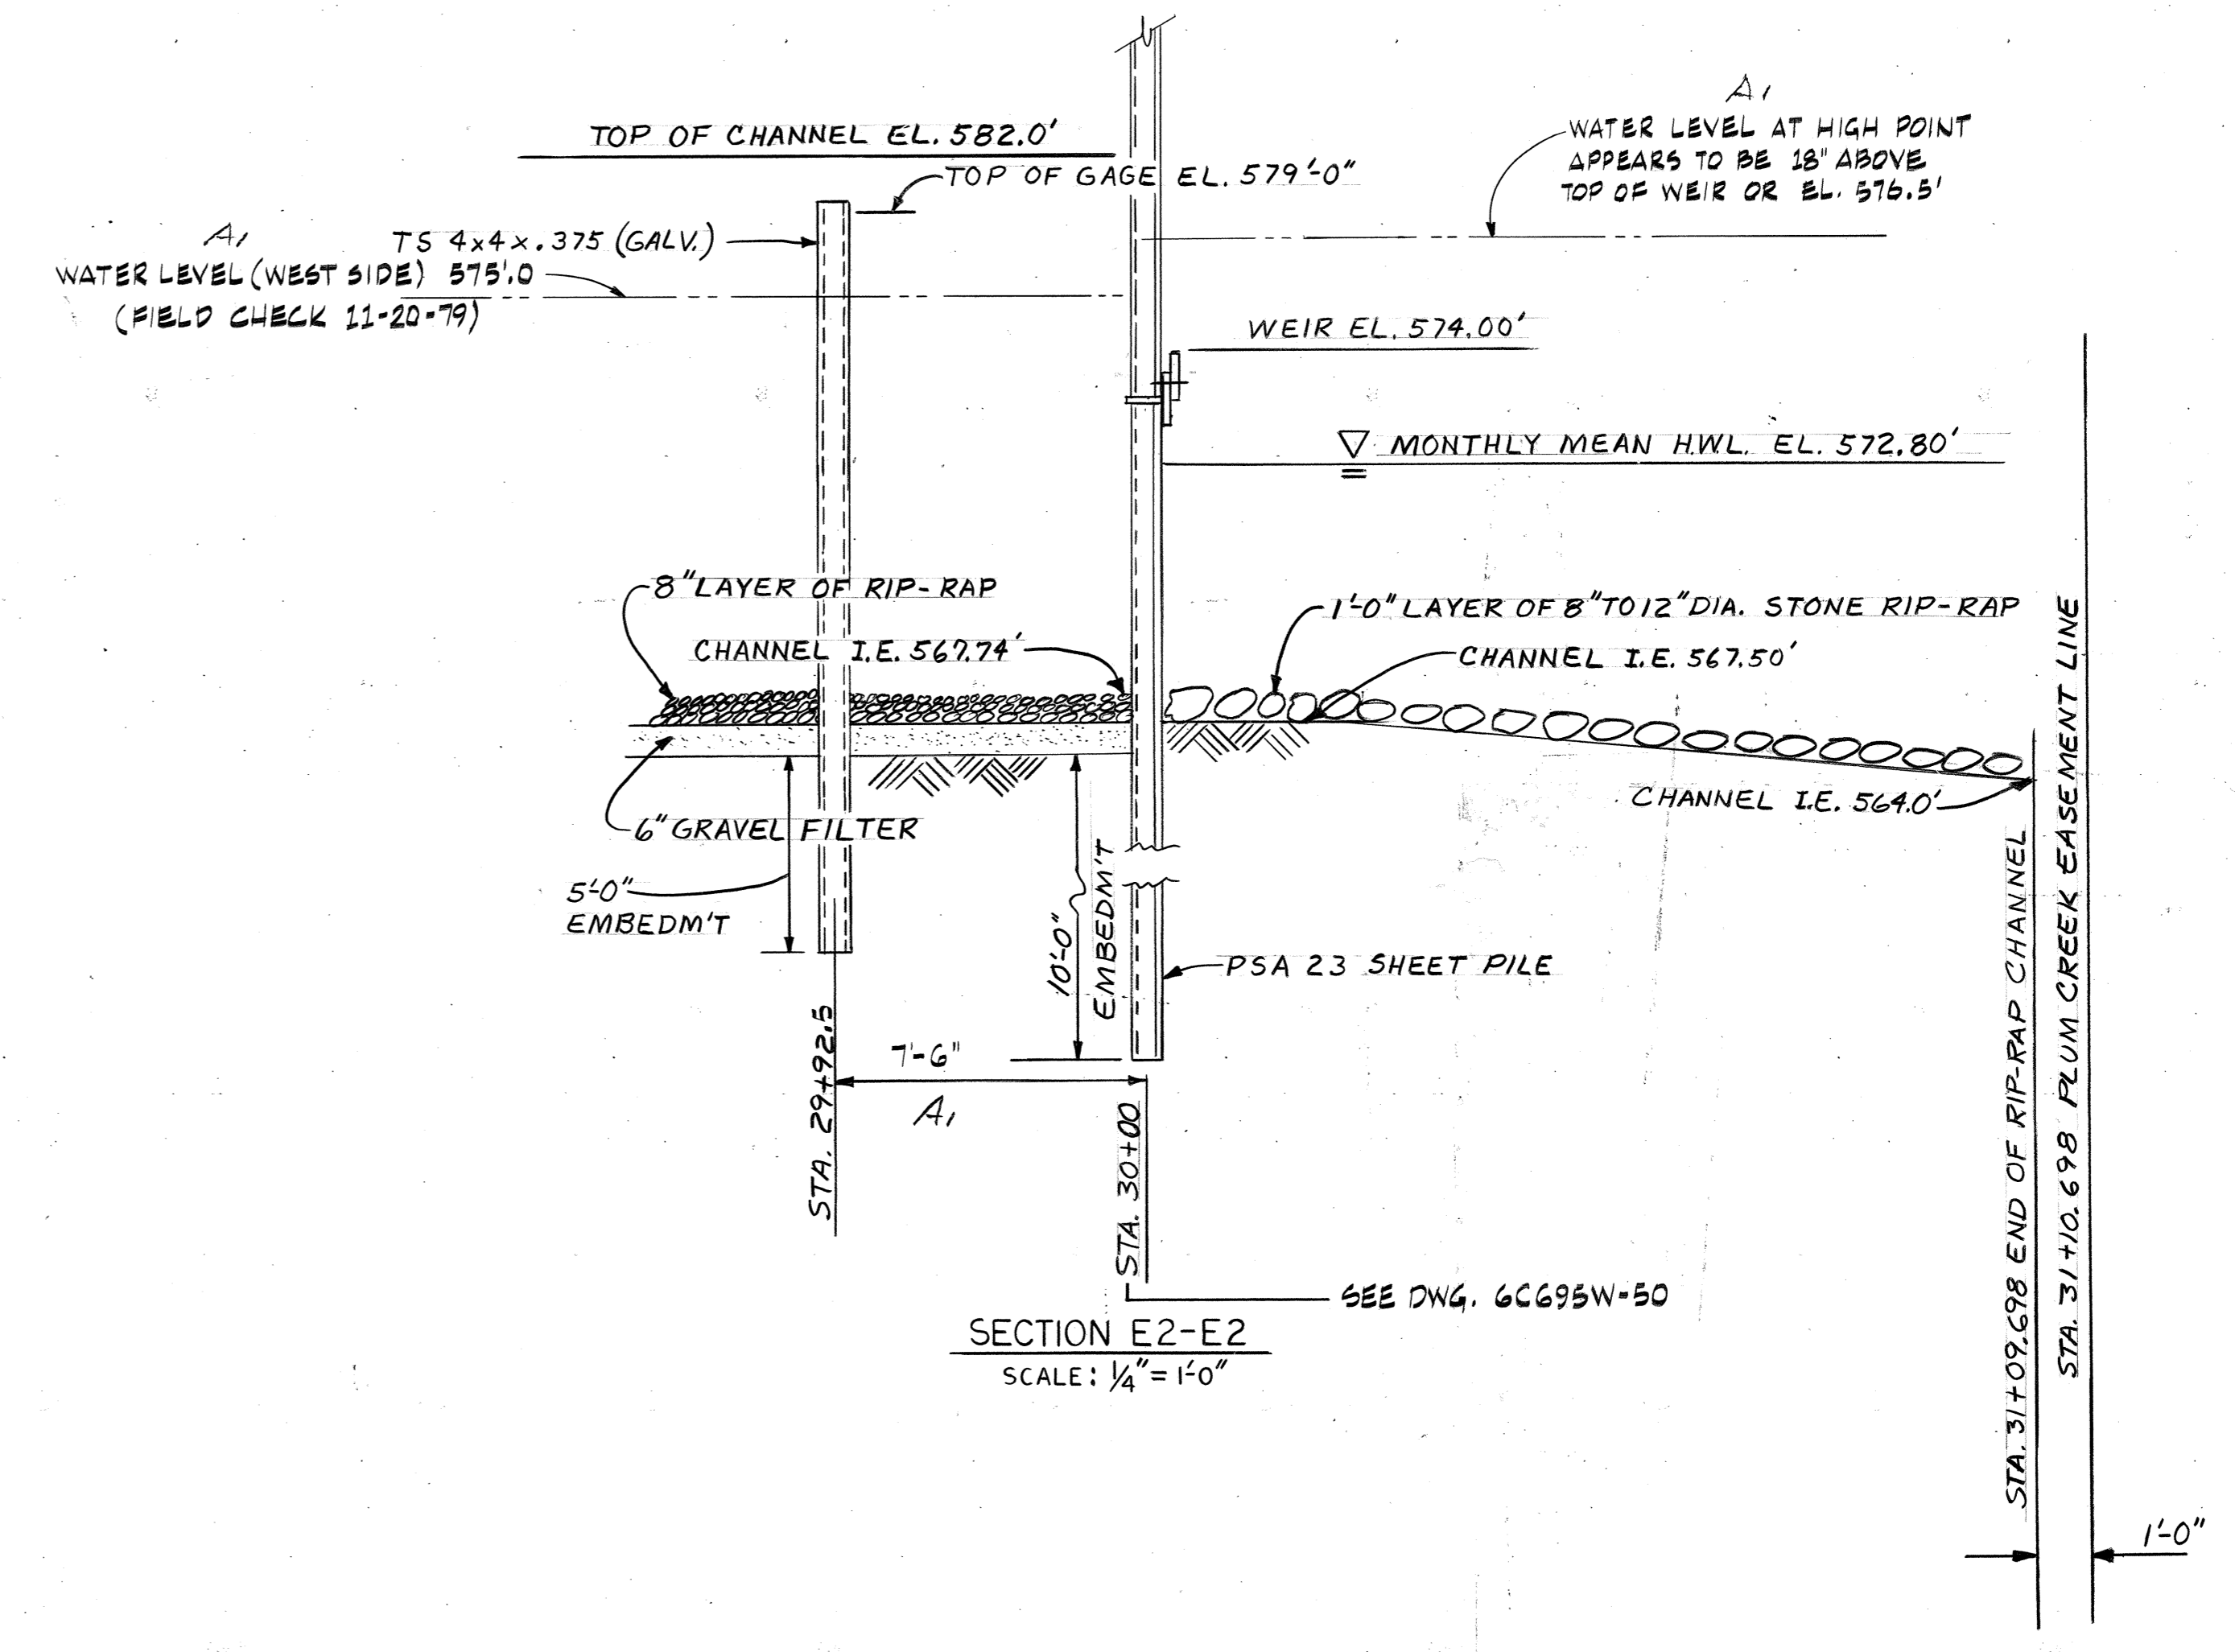 A1
WATER LEVEL AT HIGH POINT
APPEARS TO BE 18" ABOVE
TOP OF WEIR OR EL. 576.5'
TOP OF CHANNEL EL. 582.0'
TOP OF GAGE EL. 579'-0"
A1
TS 4x4x.375 (GALV.)
WATER LEVEL (WEST SIDE) 575'.0
(FIELD CHECK 11-20-79)
WEIR EL. 574.00'
MONTHLY MEAN H.W.L. EL. 572.80'
8" LAYER OF RIP-RAP
1'-0" LAYER OF 8" TO 12" DIA. STONE RIP-RAP
CHANNEL I.E. 567.74'
CHANNEL I.E. 567.50'
CHANNEL I.E. 564.0'
6" GRAVEL FILTER
5'-0"
EMBEDM'T
10'-0"
EMBEDM'T
PSA 23 SHEET PILE
STA. 29+92.5
7'-6"
A1
STA. 30+00
STA. 31+09.698 END OF RIP-RAP CHANNEL
STA. 31+10.698 PLUM CREEK EASEMENT LINE
SEE DWG. 6C695W-50
SECTION E2-E2
SCALE: 1/4" = 1'-0"
1'-0"